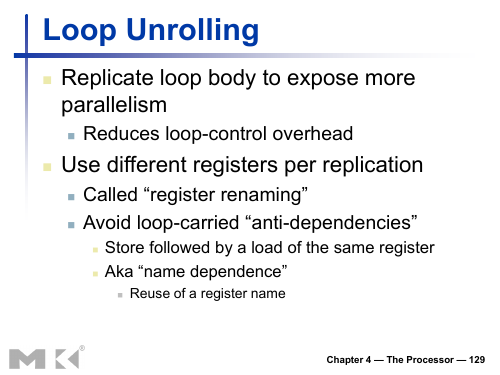 Loop Unrolling
Replicate loop body to expose more
parallelism
Reduces loop-control overhead
Use different registers per replication
Called “register renaming”
Avoid loop-carried “anti-dependencies”
Store followed by a load of the same register
Aka “name dependence”
Reuse of a register name
MK®
Chapter 4 — The Processor — 129